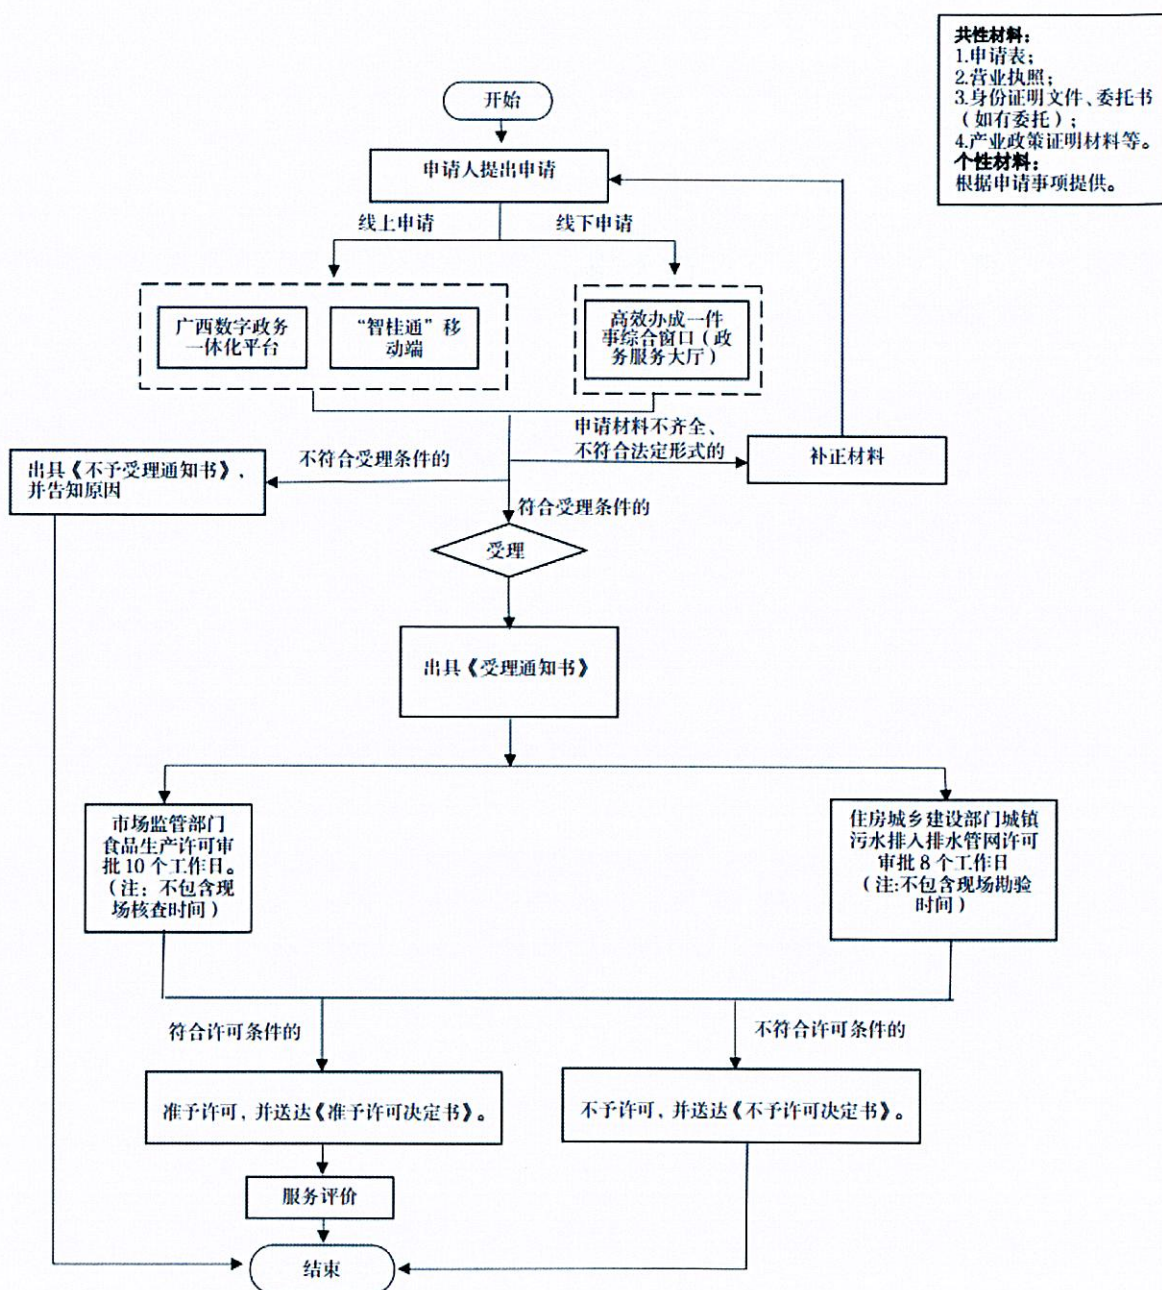 共性材料：
1.申请表；
2.营业执照；
3.身份证明文件、委托书
（如有委托）；
4.产业政策证明材料等。
个性材料：
根据申请事项提供。
开始
申请人提出申请
线上申请
线下申请
广西数字政务
一体化平台
“智桂通”移
动端
高效办成一件
事综合窗口（政
务服务大厅）
申请材料不齐全、
不符合法定形式的
补正材料
不符合受理条件的
出具《不予受理通知书》，
并告知原因
符合受理条件的
受理
出具《受理通知书》
市场监管部门
食品生产许可审
批10个工作日。
（注：不包含现
场核查时间）
住房城乡建设部门城镇
污水排入排水管网许可
审批8个工作日
（注:不包含现场勘验
时间）
符合许可条件的
不符合许可条件的
准予许可，并送达《准予许可决定书》。
不予许可，并送达《不予许可决定书》。
服务评价
结束